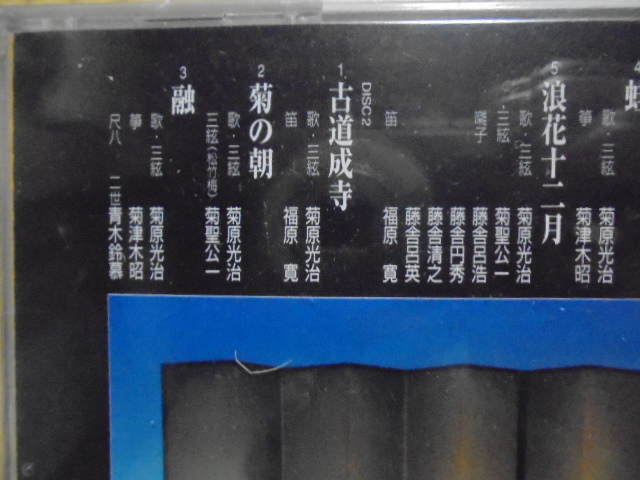 4
歌・三絃 菊原光治
箏 菊津木昭
5
浪花十二月
歌・三絃 菊原光治
三絃 菊聖公一
囃子 藤舎呂浩
藤舎円秀
藤舎清之
藤舎呂英
笛 福原 寛
DISC2
1 古道成寺
歌・三絃 菊原光治
笛 福原 寛
2 菊の朝
歌・三絃 菊原光治
三絃(松竹梅) 菊聖公一
3 融
歌・三絃 菊原光治
箏 菊津木昭
尺八 二世青木鈴慕